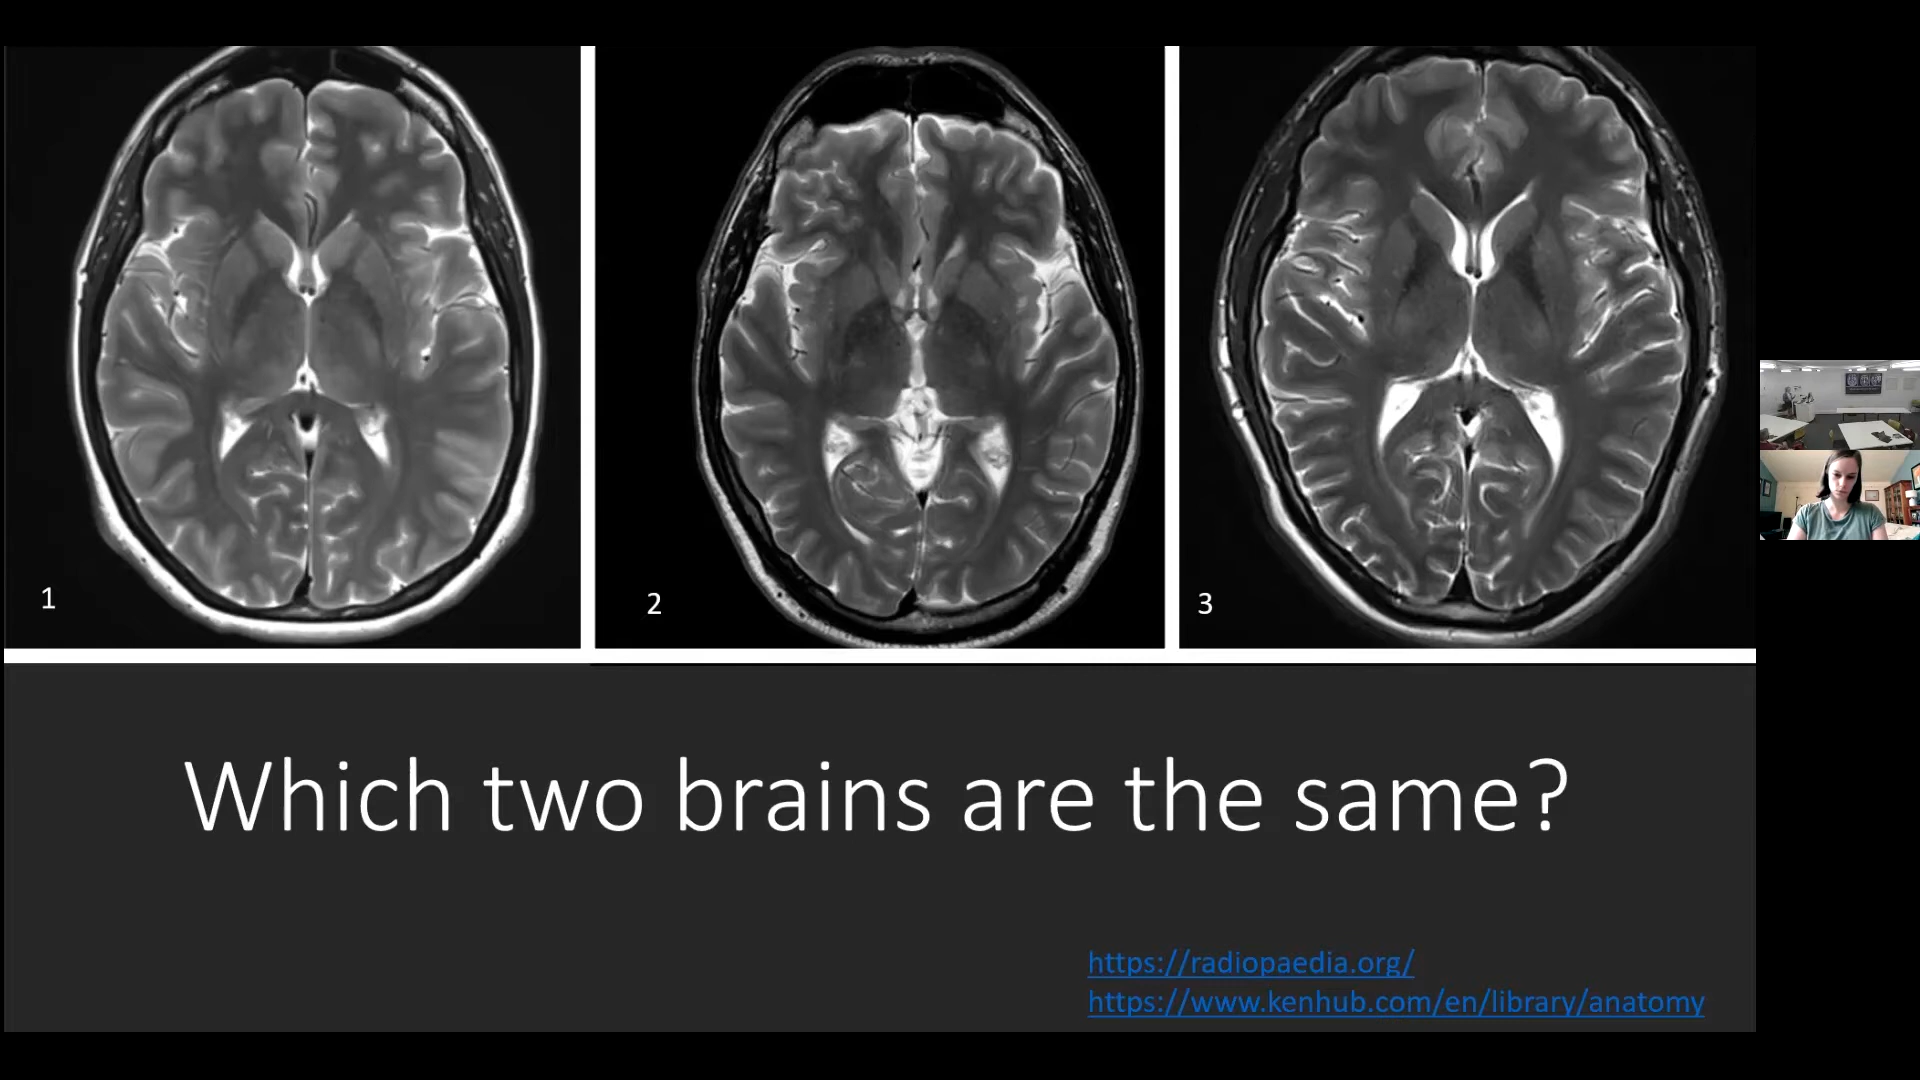 1
2
3
Which two brains are the same?
https://radiopaedia.org/
https://www.kenhub.com/en/library/anatomy